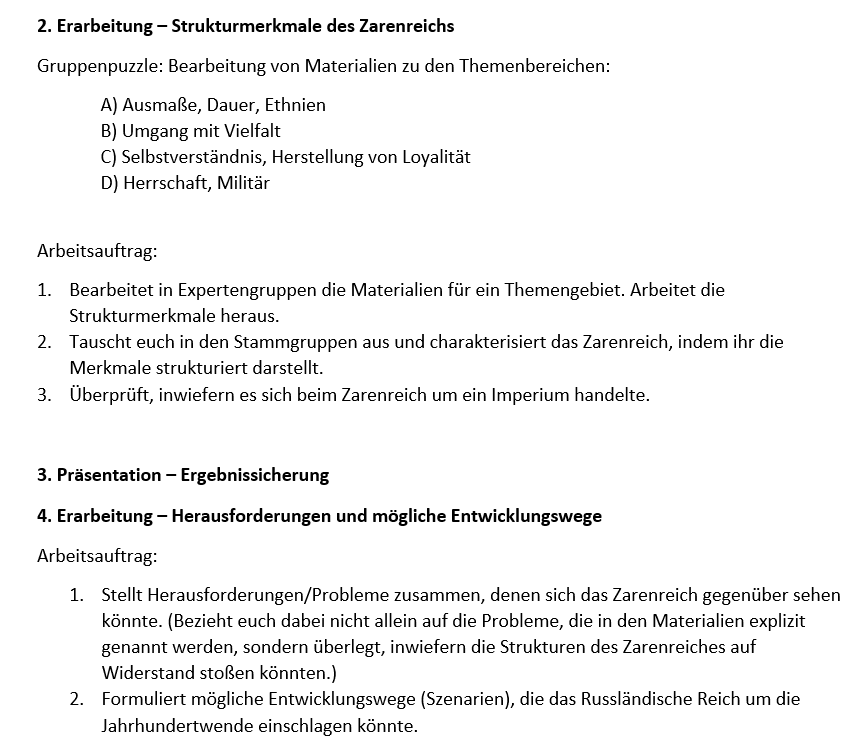 2. Erarbeitung – Strukturmerkmale des Zarenreichs
Gruppenpuzzle: Bearbeitung von Materialien zu den Themenbereichen:
A) Ausmaße, Dauer, Ethnien
B) Umgang mit Vielfalt
C) Selbstverständnis, Herstellung von Loyalität
D) Herrschaft, Militär
Arbeitsauftrag:
1. Bearbeitet in Expertengruppen die Materialien für ein Themengebiet. Arbeitet die
Strukturmerkmale heraus.
2. Tauscht euch in den Stammgruppen aus und charakterisiert das Zarenreich, indem ihr die
Merkmale strukturiert darstellt.
3. Überprüft, inwiefern es sich beim Zarenreich um ein Imperium handelte.
3. Präsentation – Ergebnissicherung
4. Erarbeitung – Herausforderungen und mögliche Entwicklungswege
Arbeitsauftrag:
1. Stellt Herausforderungen/Probleme zusammen, denen sich das Zarenreich gegenüber sehen
könnte. (Bezieht euch dabei nicht allein auf die Probleme, die in den Materialien explizit
genannt werden, sondern überlegt, inwiefern die Strukturen des Zarenreiches auf
Widerstand stoßen könnten.)
2. Formuliert mögliche Entwicklungswege (Szenarien), die das Russländische Reich um die
Jahrhundertwende einschlagen könnte.